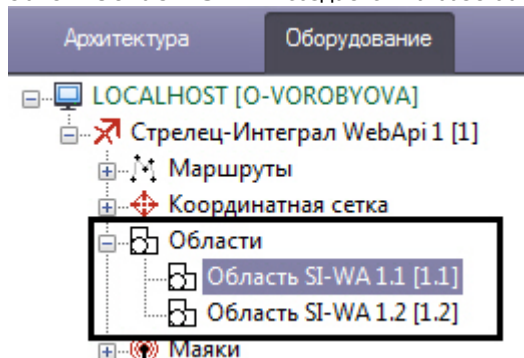 Архитектура Оборудование
LOCALHOST [O-VOROBYOVA]
Стрелец-Интеграл WebApi 1 [1]
Маршруты
Координатная сетка
Области
Область SI-WA 1.1 [1.1]
Область SI-WA 1.2 [1.2]
Маяки